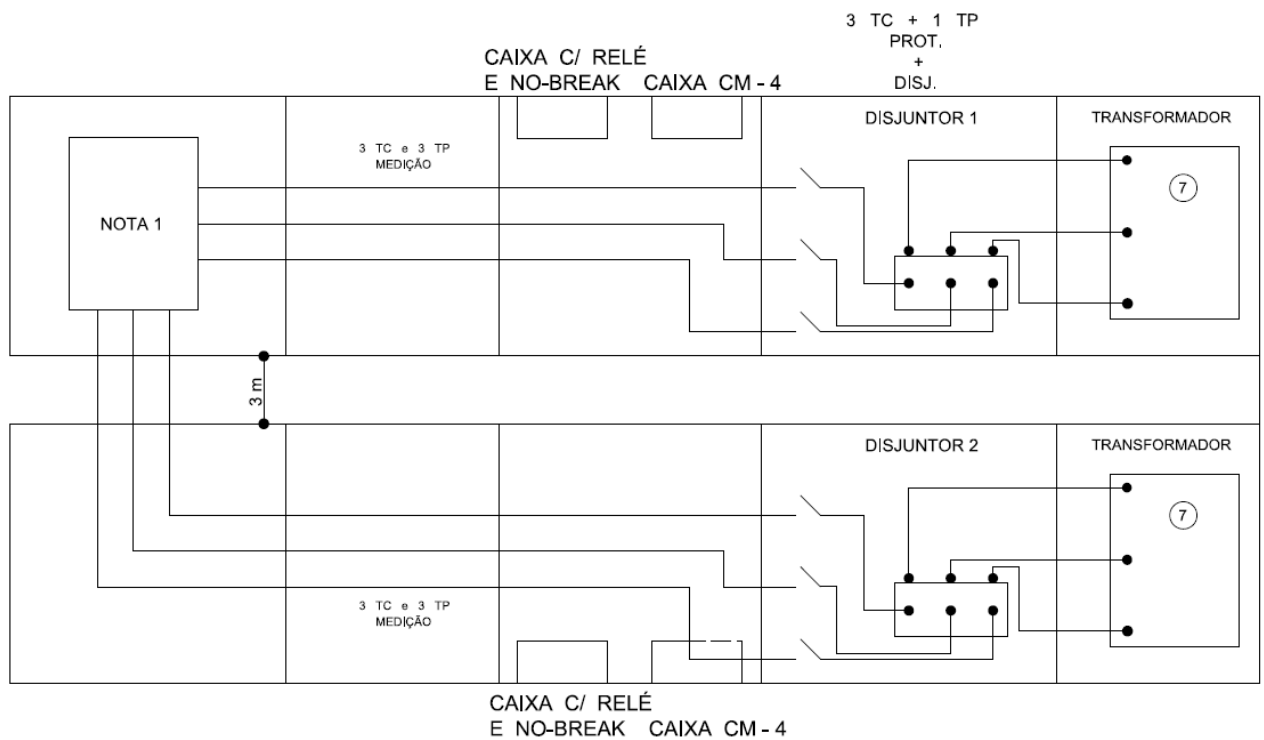 3 TC + 1 TP
PROT.
+
DISJ.
CAIXA C/ RELÉ
E NO-BREAK CAIXA CM - 4
DISJUNTOR 1
TRANSFORMADOR
3 TC e 3 TP
MEDIÇÃO
7
NOTA 1
3 m
DISJUNTOR 2
TRANSFORMADOR
7
3 TC e 3 TP
MEDIÇÃO
CAIXA C/ RELÉ
E NO-BREAK CAIXA CM - 4